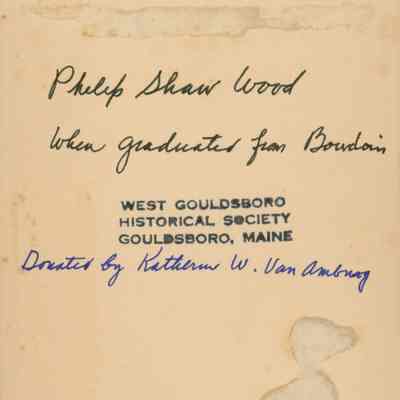 Philip Shaw Wood
When graduated from Bowdoin
WEST GOULDSBORO
HISTORICAL SOCIETY
GOULDSBORO, MAINE
Donated by Katherine W. Van Amburg